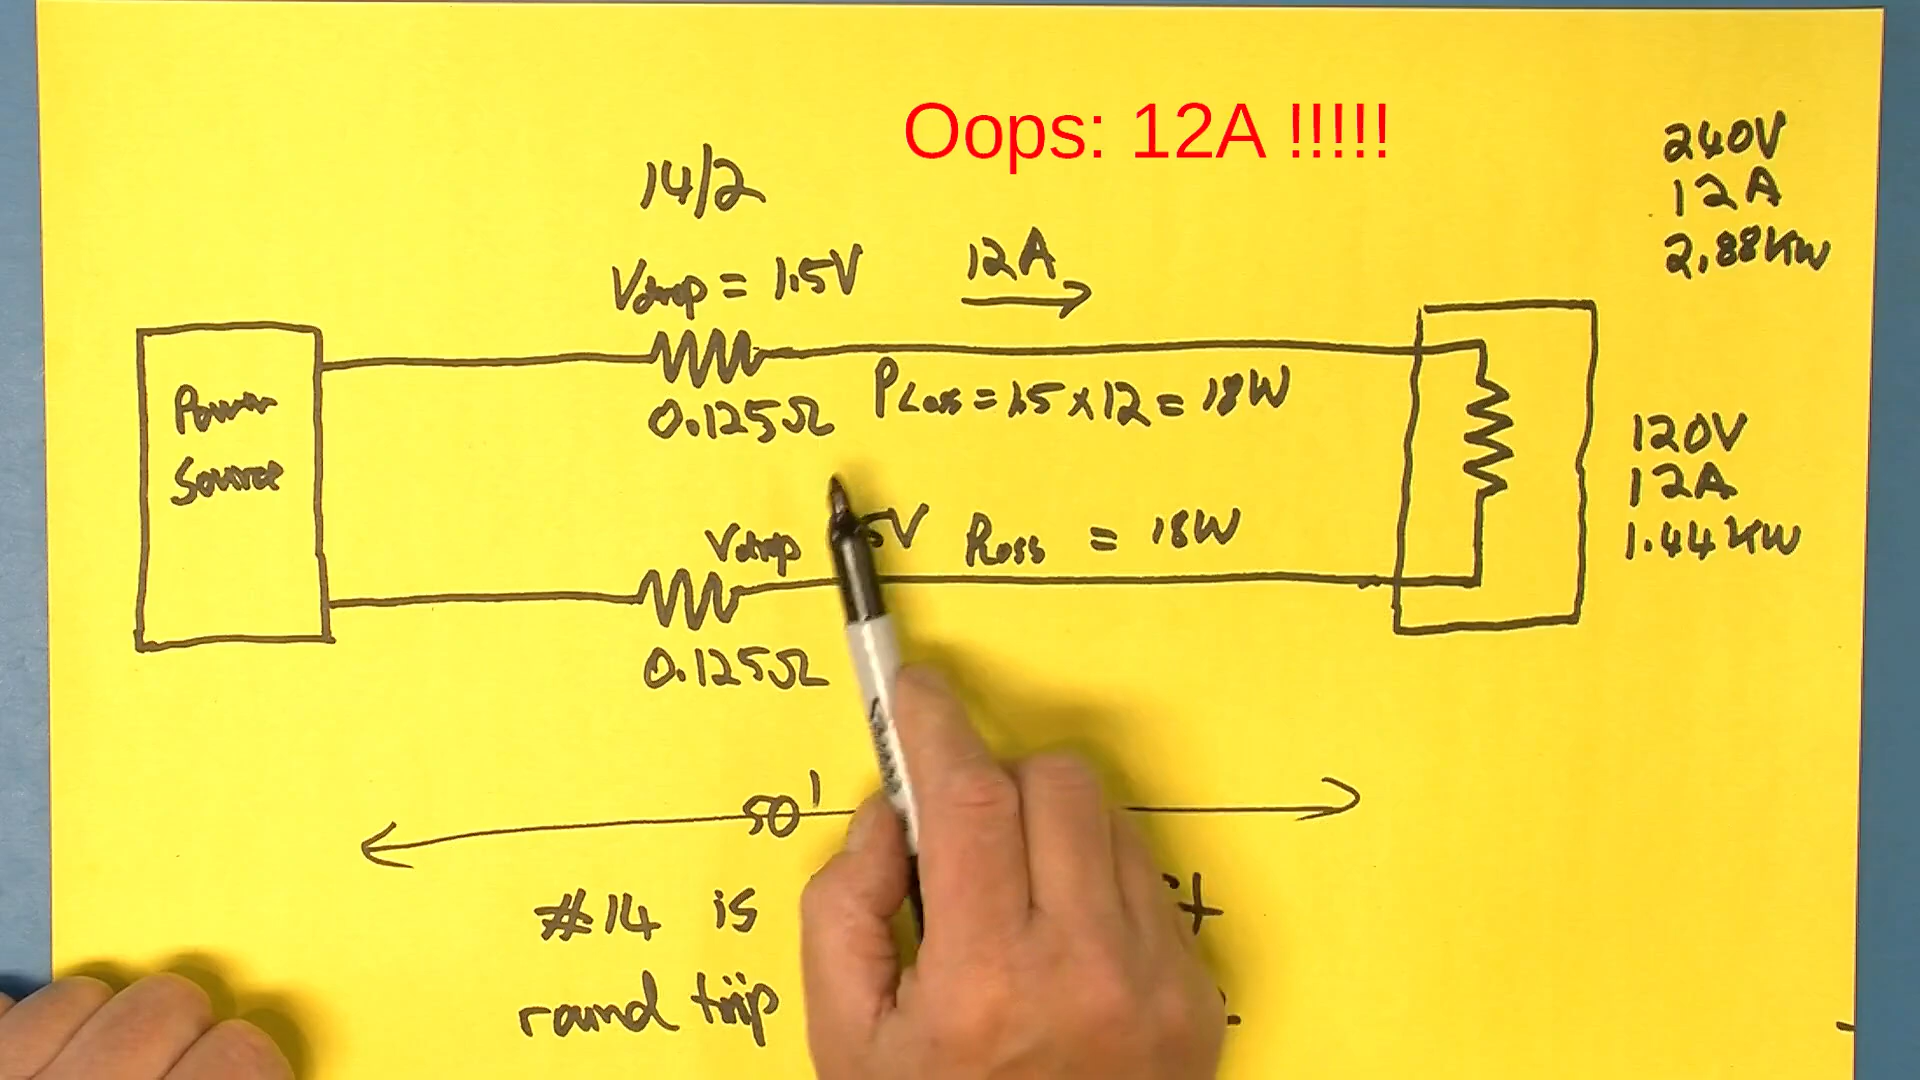 Oops: 12A !!!!!
240V
12A
2.88KW
14/2
Vdrop = 1.5V
12A
Power
Source
0.125Ω
PLoss = 1.5 x 12 = 18W
120V
12A
1.44KW
Vdrop 5V
PLoss = 18W
0.125Ω
50'
#14 is
round trip